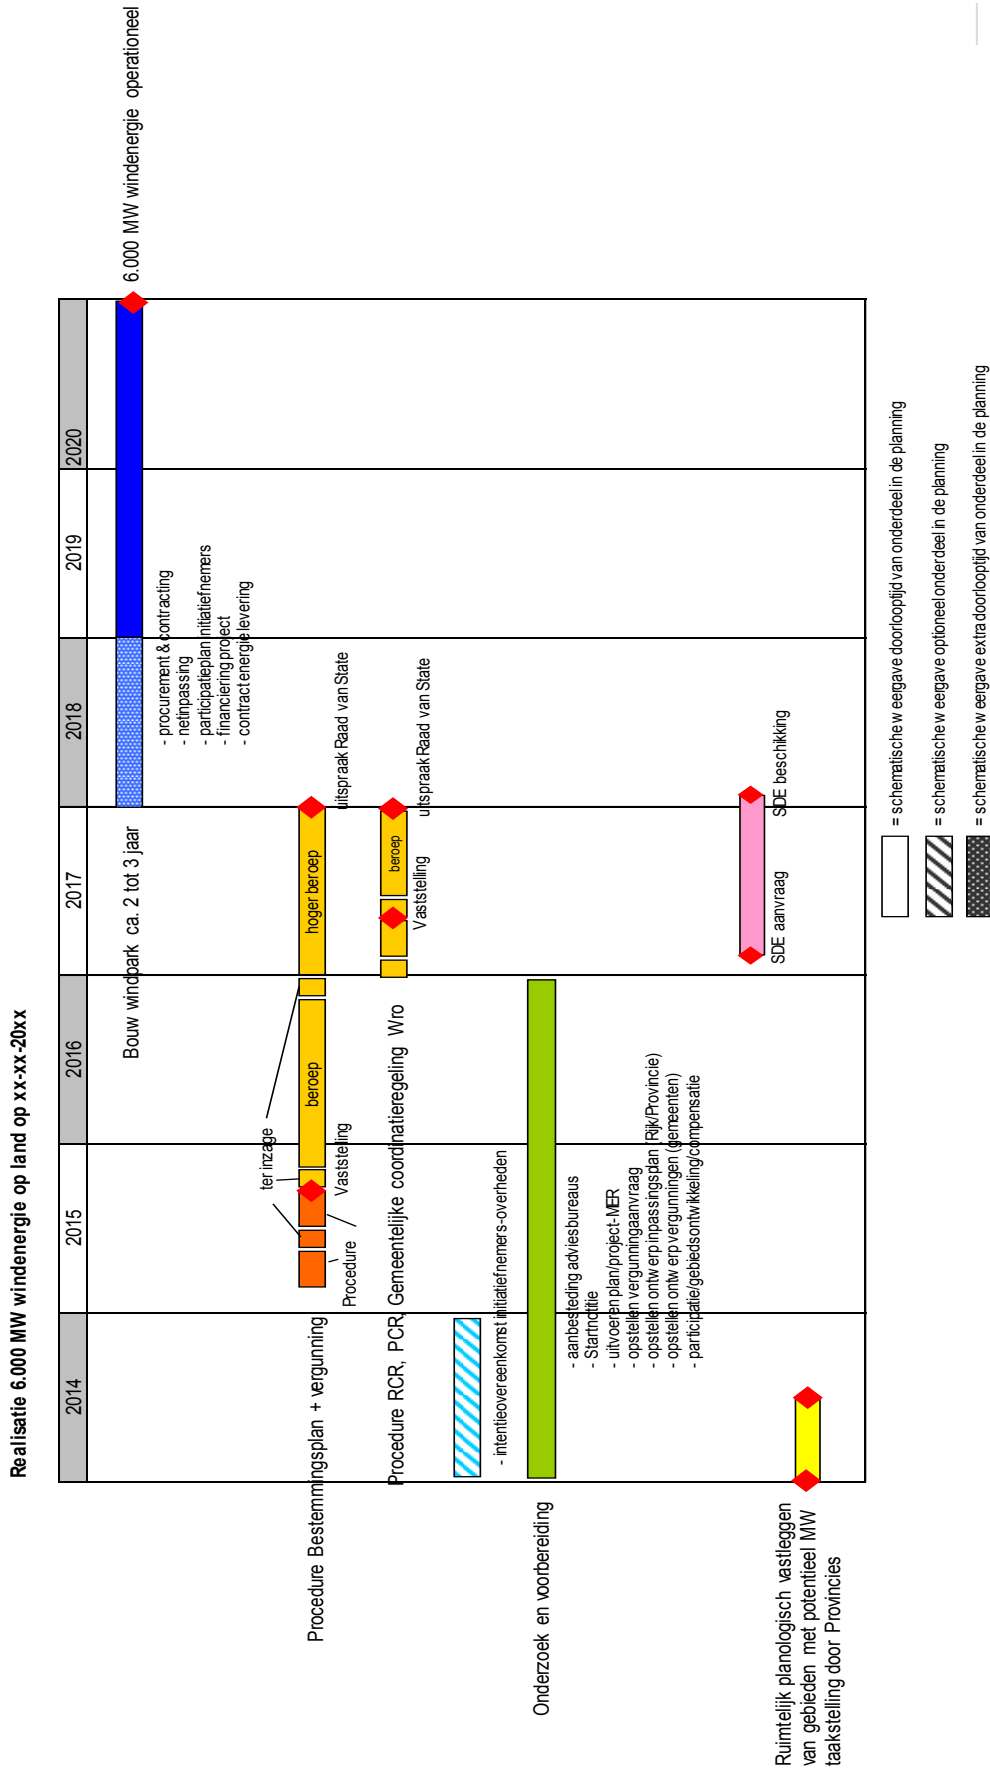 Realisatie 6.000 MW windenergie op land op xx-xx-20xx
2014
2015
2016
2017
2018
2019
2020
Bouw windpark ca. 2 tot 3 jaar
6.000 MW windenergie operationeel
- procurement & contracting
- netinpassing
- participatieplan initiatiefnemers
- financiering project
- contract energie levering
ter inzage
Procedure Bestemmingsplan + vergunning
beroep
hoger beroep
Procedure
Vaststelling
uitspraak Raad van State
Procedure RCR, PCR, Gemeentelijke coordinatieregeling Wro
beroep
Vaststelling
uitspraak Raad van State
- intentieovereenkomst initiatiefnemers-overheden
Onderzoek en voorbereiding
- aanbesteding adviesbureaus
- Startnotitie
- uitvoeren plan/project-MER
- opstellen vergunningaanvraag
- opstellen ontwerp inpassingsplan (Rijk/Provincie)
- opstellen ontwerp vergunningen (gemeenten)
- participatie/gebiedsontwikkeling/compensatie
SDE aanvraag
SDE beschikking
Ruimtelijk planologisch vastleggen
van gebieden met potentieel MW
taakstelling door Provincies
= schematische weergave doorlooptijd van onderdeel in de planning
= schematische weergave optioneel onderdeel in de planning
= schematische weergave extra doorlooptijd van onderdeel in de planning